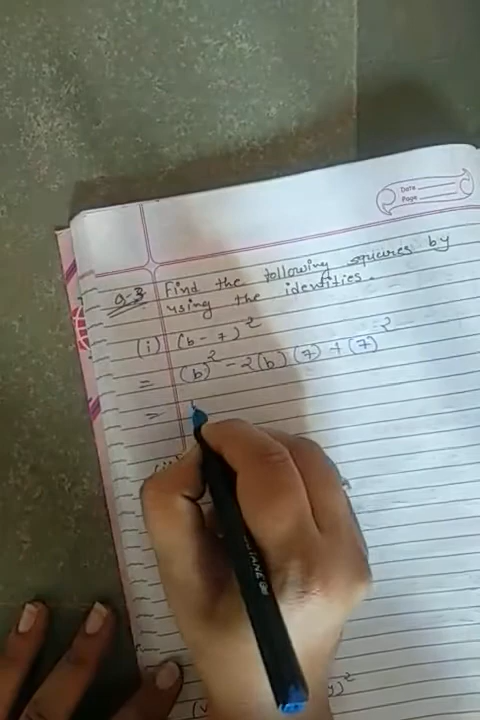 Date
Page
Q.3 Find the following squares by
using the identities.
(i) (b - 7)²
= (b)² - 2(b)(7) + (7)²
=